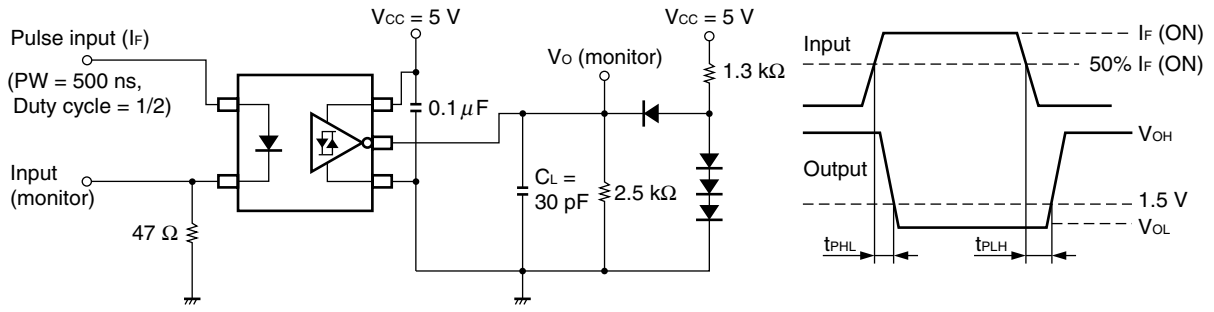 Pulse input (IF)
(PW = 500 ns,
Duty cycle = 1/2)
Input
(monitor)
47 Ω
VCC = 5 V
0.1 μF
VO (monitor)
CL =
30 pF
2.5 kΩ
VCC = 5 V
1.3 kΩ
Input
IF (ON)
50% IF (ON)
Output
VOH
1.5 V
VOL
tPHL
tPLH